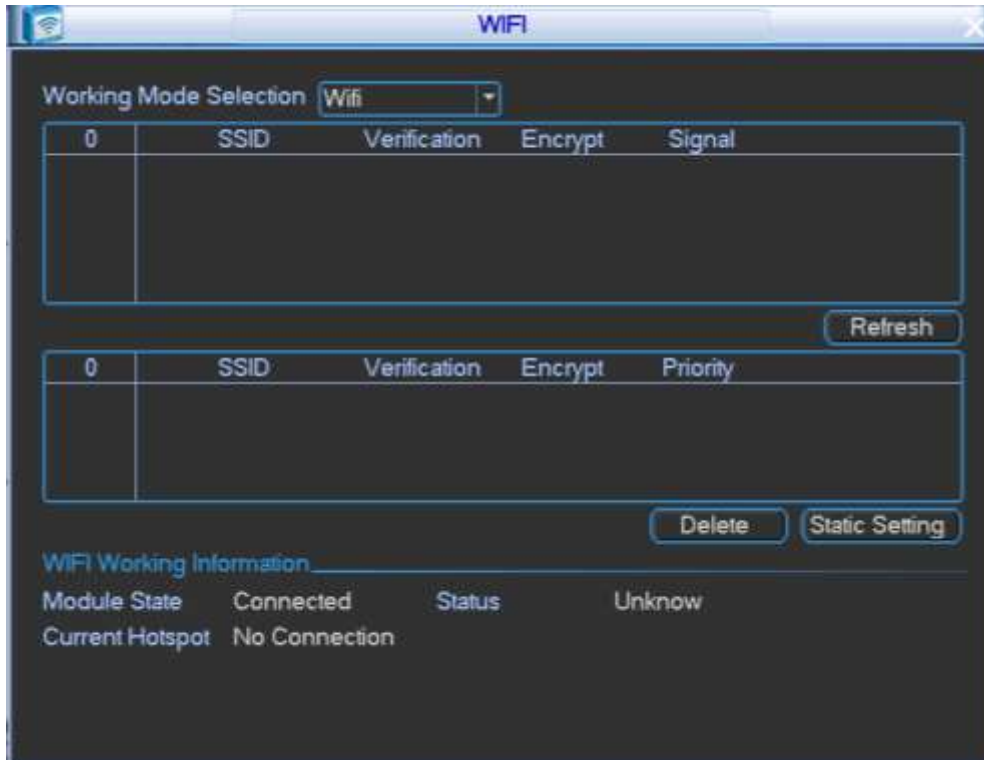 WIFI
Working Mode Selection Wifi
0 SSID Verification Encrypt Signal
Refresh
0 SSID Verification Encrypt Priority
Delete Static Setting
WIFI Working Information
Module State Connected Status Unknow
Current Hotspot No Connection